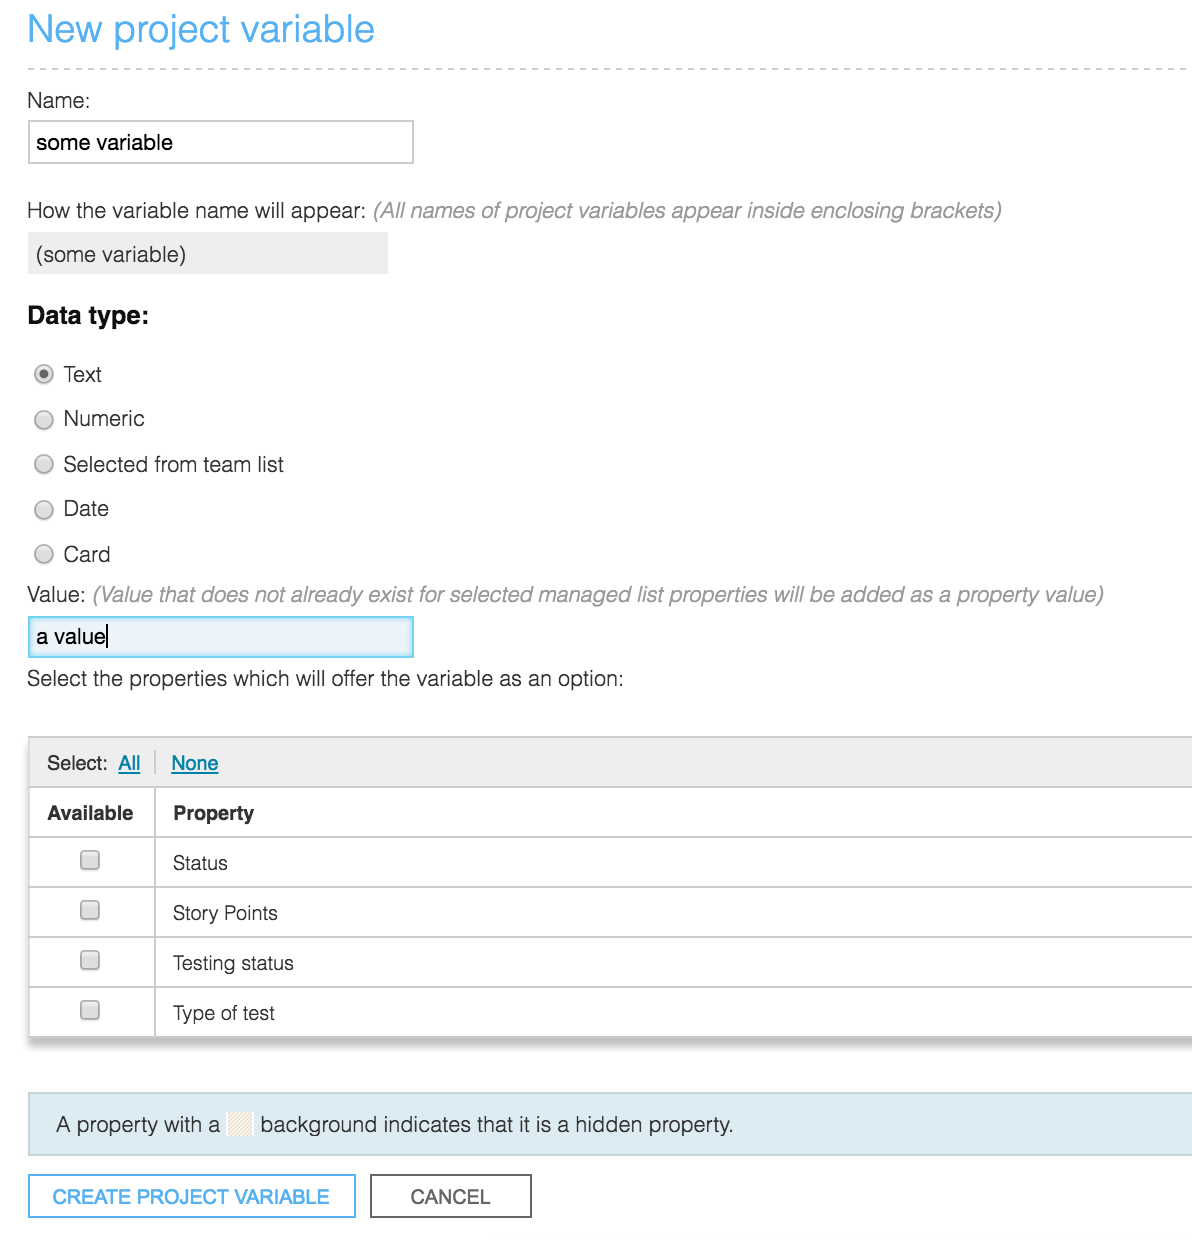 New project variable
Name:
some variable
How the variable name will appear: (All names of project variables appear inside enclosing brackets)
(some variable)
Data type:
Text
Numeric
Selected from team list
Date
Card
Value: (Value that does not already exist for selected managed list properties will be added as a property value)
a value
Select the properties which will offer the variable as an option:
Select: All None
Available Property
Status
Story Points
Testing status
Type of test
A property with a background indicates that it is a hidden property.
CREATE PROJECT VARIABLE CANCEL